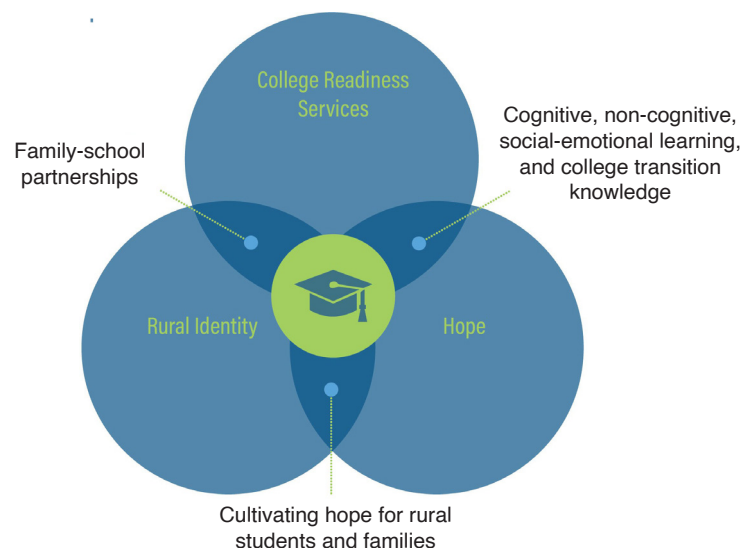 College Readiness
Services
Family-school
partnerships
Cognitive, non-cognitive,
social-emotional learning,
and college transition
knowledge
Rural Identity
Hope
Cultivating hope for rural
students and families